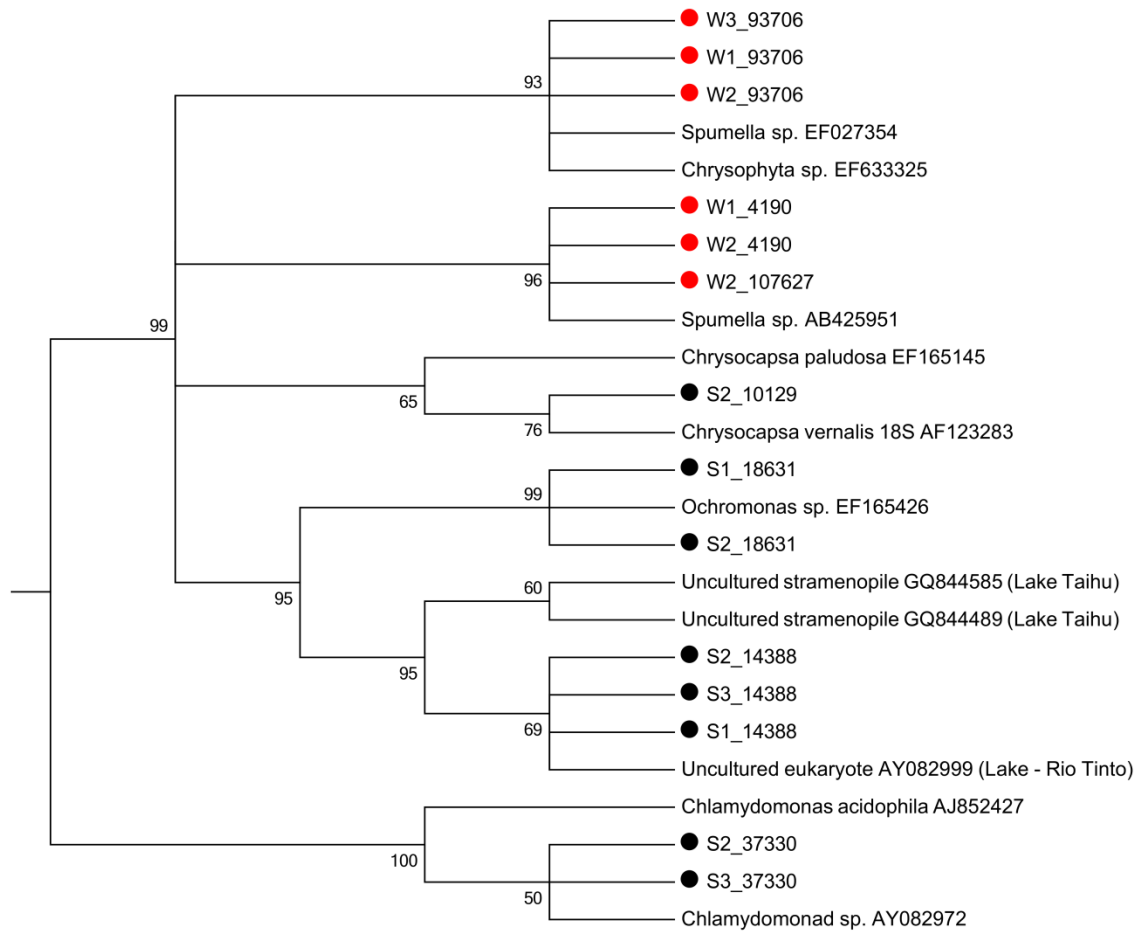 W3_93706
W1_93706
93
W2_93706
Spumella sp. EF027354
Chrysophyta sp. EF633325
W1_4190
W2_4190
96
W2_107627
Spumella sp. AB425951
99
Chrysocapsa paludosa EF165145
65
S2_10129
76
Chrysocapsa vernalis 18S AF123283
S1_18631
99
Ochromonas sp. EF165426
S2_18631
95
60
Uncultured stramenopile GQ844585 (Lake Taihu)
Uncultured stramenopile GQ844489 (Lake Taihu)
95
S2_14388
S3_14388
69
S1_14388
Uncultured eukaryote AY082999 (Lake - Rio Tinto)
Chlamydomonas acidophila AJ852427
100
S2_37330
S3_37330
50
Chlamydomonad sp. AY082972